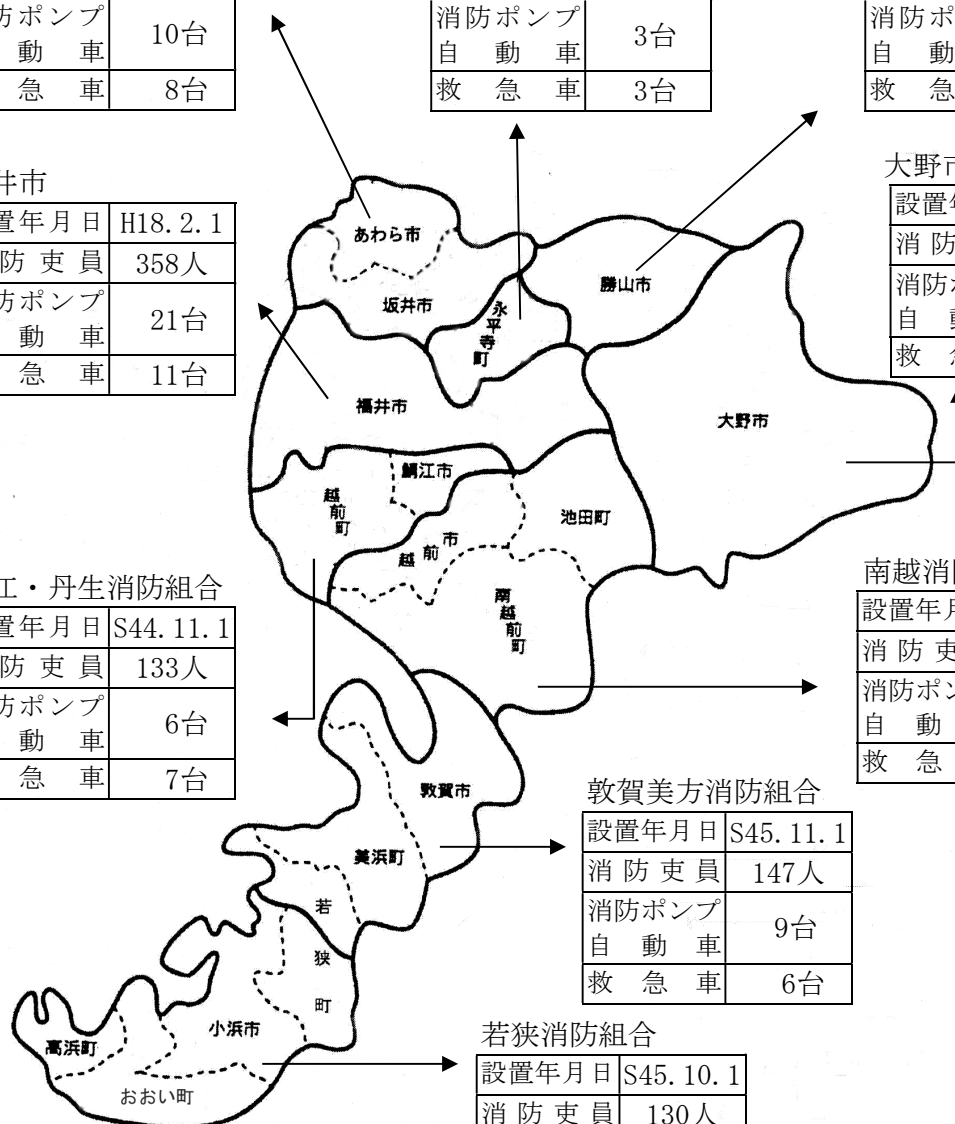 防ポンプ
動 車
10台
急 車
8台
消防ポンプ
自 動 車
3台
救 急 車
3台
消防ポ
自 動
救 急
井市
置年月日 H18.2.1
防 吏 員 358人
防ポンプ
動 車
21台
急 車 11台
大野市
設置年
消 防
消防ポ
自 動
救 急
あわら市
坂井市
永平寺町
勝山市
福井市
大野市
鯖江市
越前町
越前市
池田町
南越前町
江・丹生消防組合
置年月日 S44.11.1
防 吏 員 133人
防ポンプ
動 車
6台
急 車 7台
南越消防
設置年月
消 防 吏
消防ポン
自 動
救 急
敦賀市
美浜町
若狭町
小浜市
高浜町
おおい町
敦賀美方消防組合
設置年月日 S45.11.1
消 防 吏 員 147人
消防ポンプ
自 動 車
9台
救 急 車 6台
若狭消防組合
設置年月日 S45.10.1
消 防 吏 員 130人